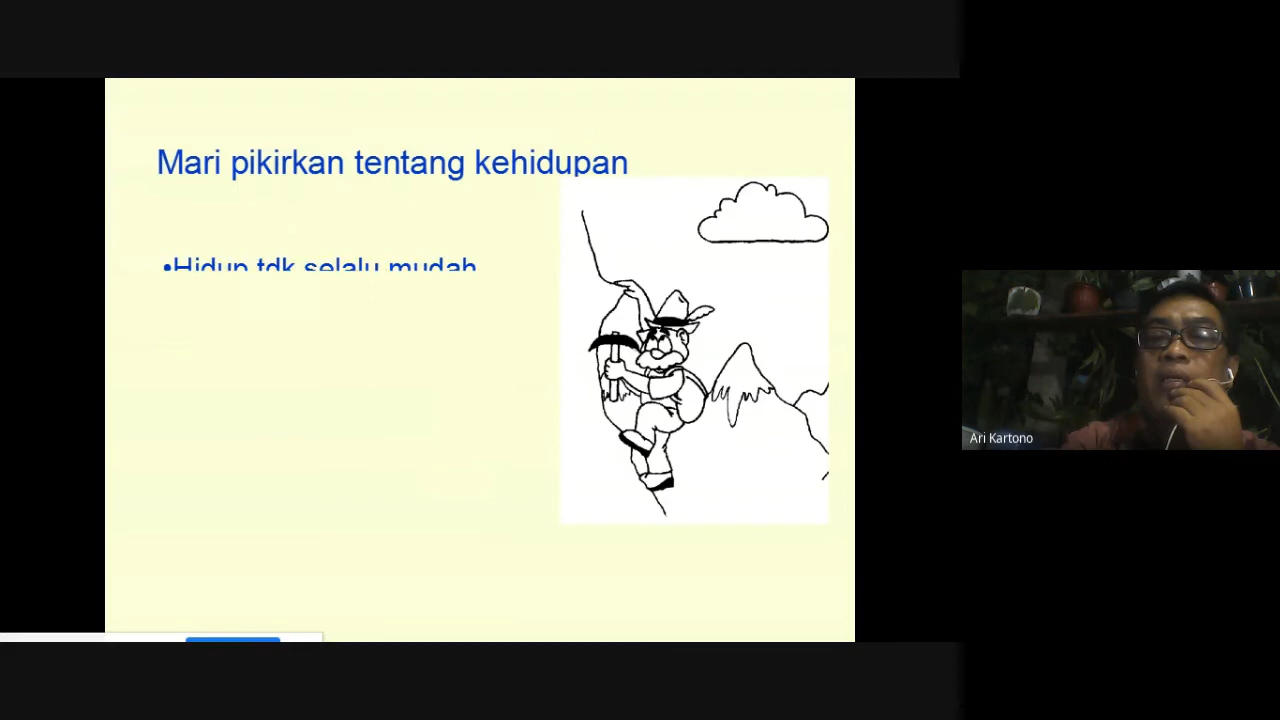 Mari pikirkan tentang kehidupan
•Hidup tdk selalu mudah
Ari Kartono